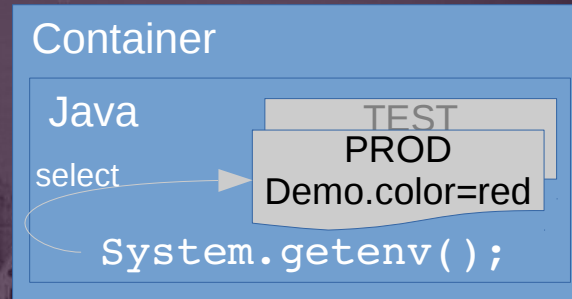 Container
Java
TEST
PROD
select
Demo.color=red
System.getenv();